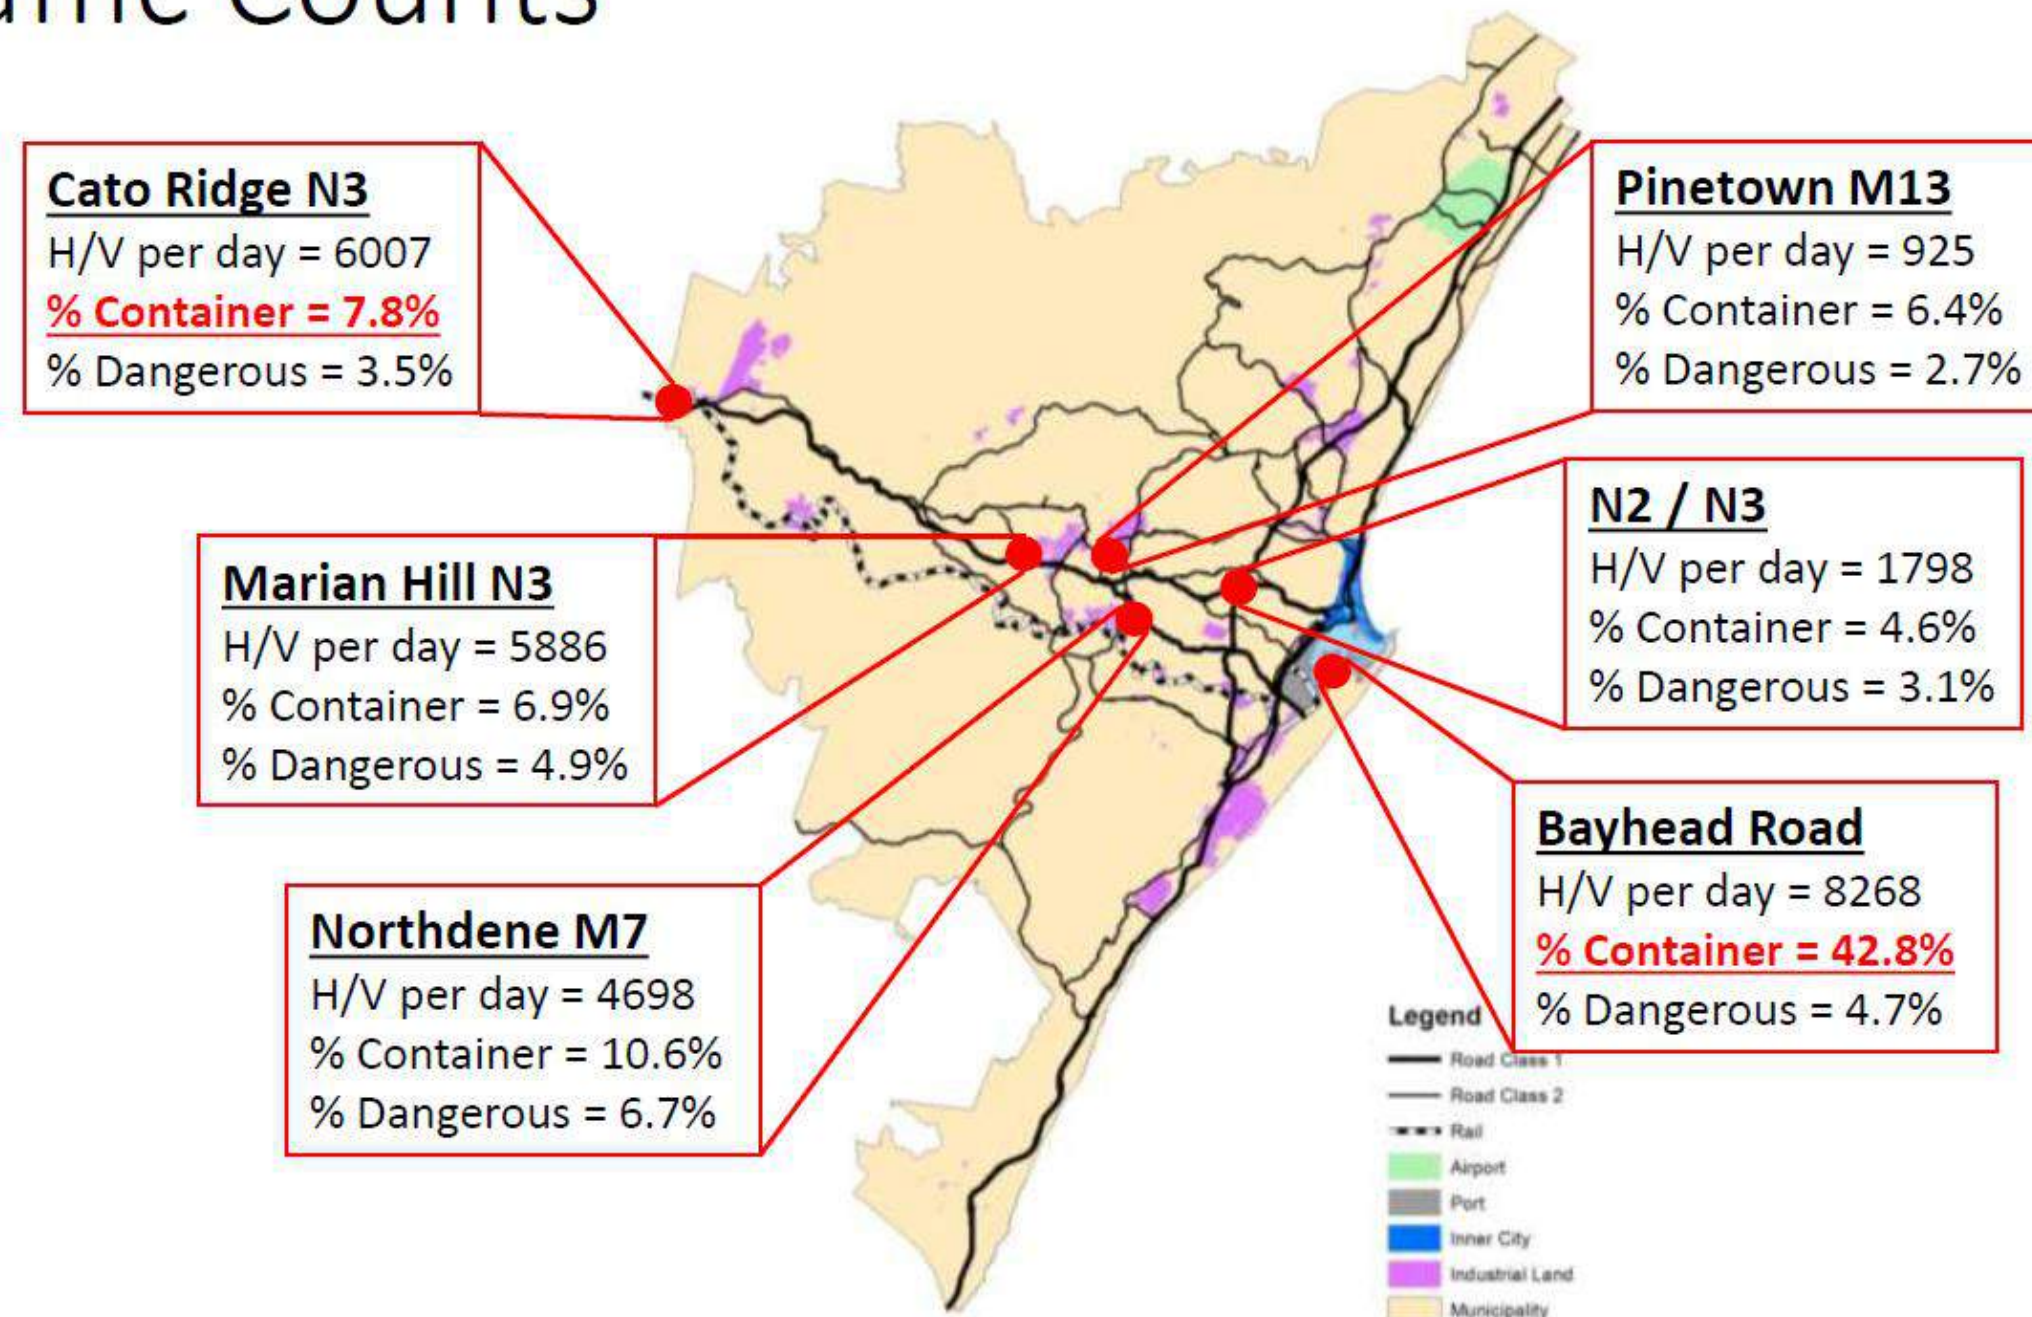 Counts
Cato Ridge N3
H/V per day = 6007
% Container = 7.8%
% Dangerous = 3.5%
Pinetown M13
H/V per day = 925
% Container = 6.4%
% Dangerous = 2.7%
N2 / N3
H/V per day = 1798
% Container = 4.6%
% Dangerous = 3.1%
Marian Hill N3
H/V per day = 5886
% Container = 6.9%
% Dangerous = 4.9%
Bayhead Road
H/V per day = 8268
% Container = 42.8%
% Dangerous = 4.7%
Northdene M7
H/V per day = 4698
% Container = 10.6%
% Dangerous = 6.7%
Legend
Road Class 1
Road Class 2
Rail
Airport
Port
Inner City
Industrial Land
Municipality